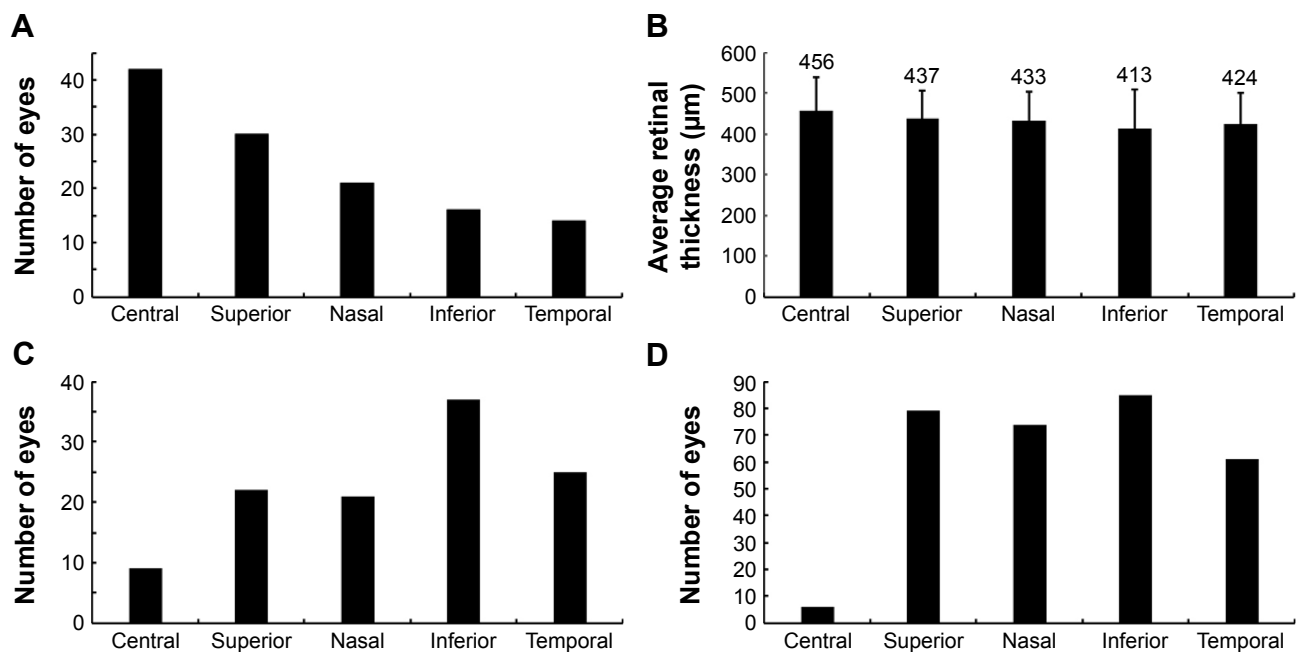 A
Number of eyes
40
30
20
10
0
Central Superior Nasal Inferior Temporal
B
Average retinal
thickness (μm)
600
500
400
300
200
100
0
456 437 433 413 424
Central Superior Nasal Inferior Temporal
C
Number of eyes
40
30
20
10
0
Central Superior Nasal Inferior Temporal
D
Number of eyes
90
80
70
60
50
40
30
20
10
0
Central Superior Nasal Inferior Temporal